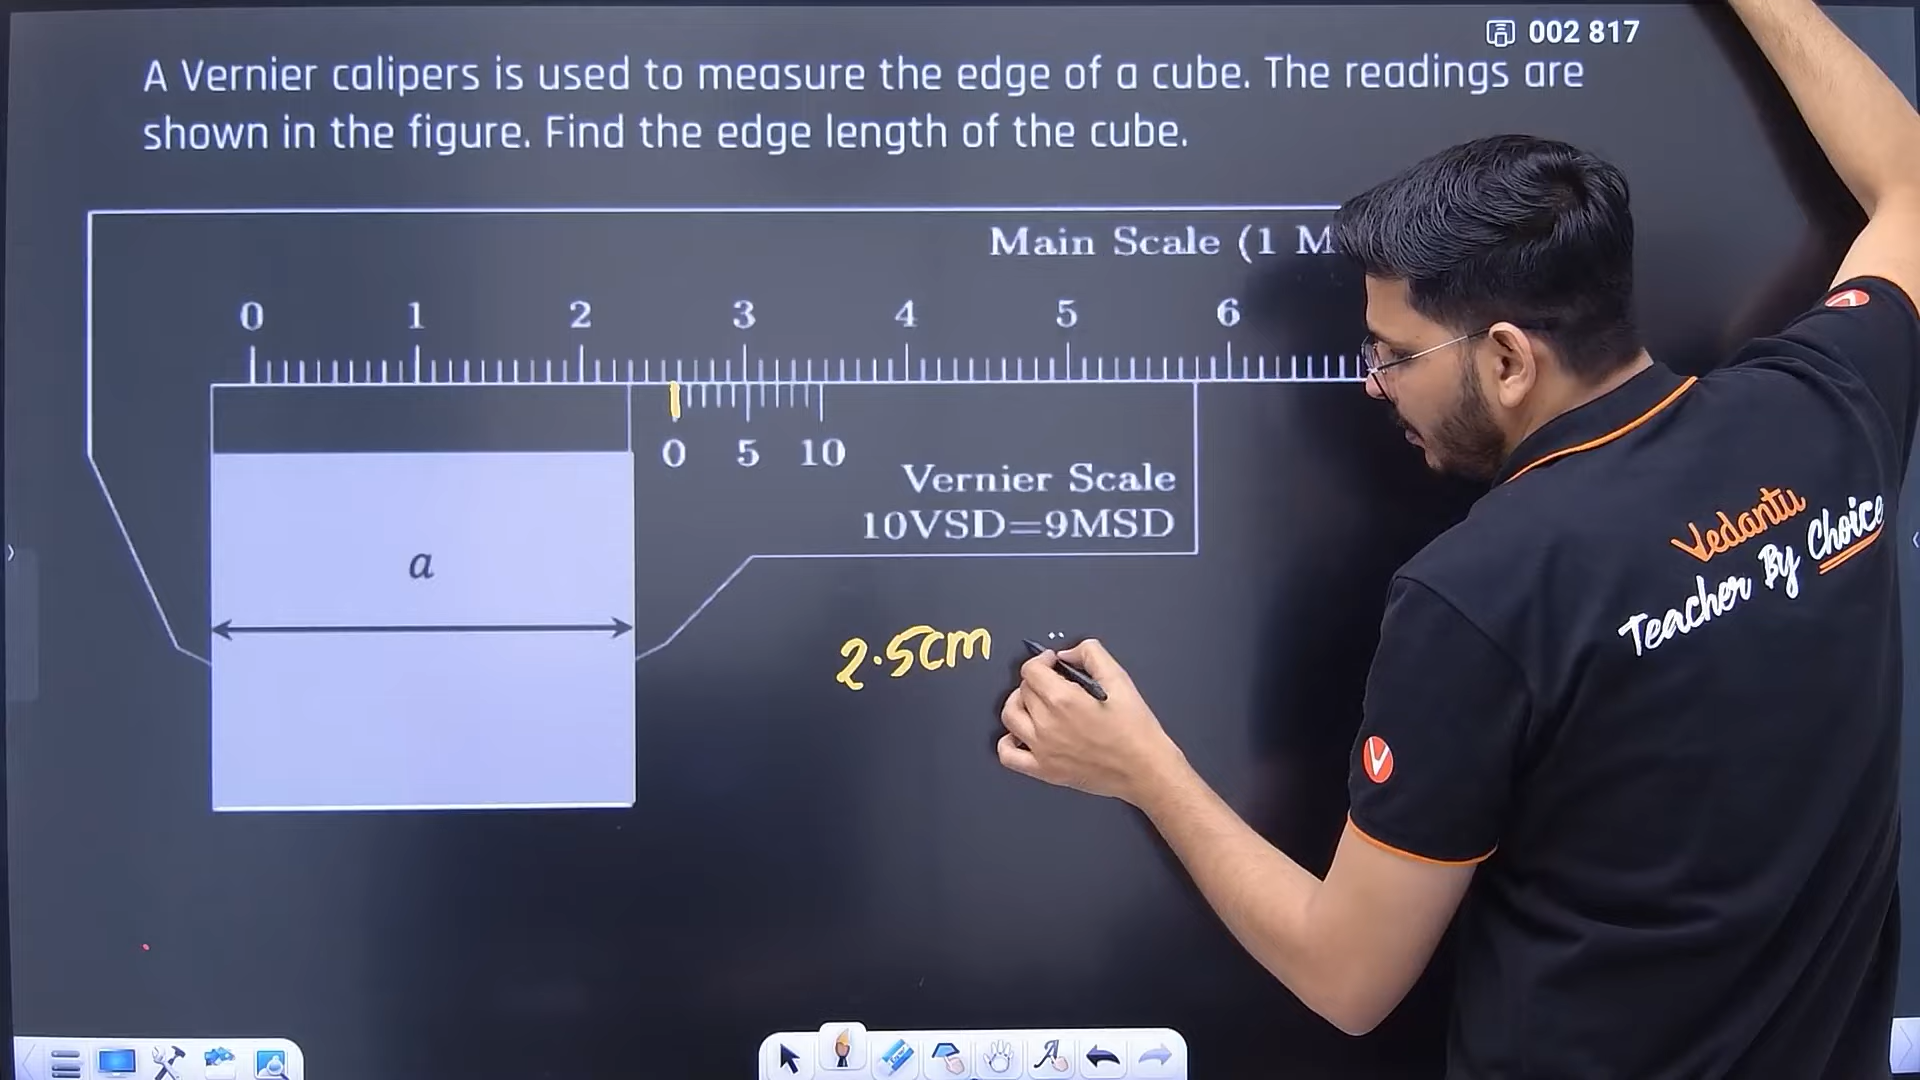 002 817
A Vernier calipers is used to measure the edge of a cube. The readings are
shown in the figure. Find the edge length of the cube.
Main Scale (1 M
0 1 2 3 4 5 6
0 5 10
Vernier Scale
10VSD=9MSD
a
2.5cm
Vedantu
Teacher By Choice